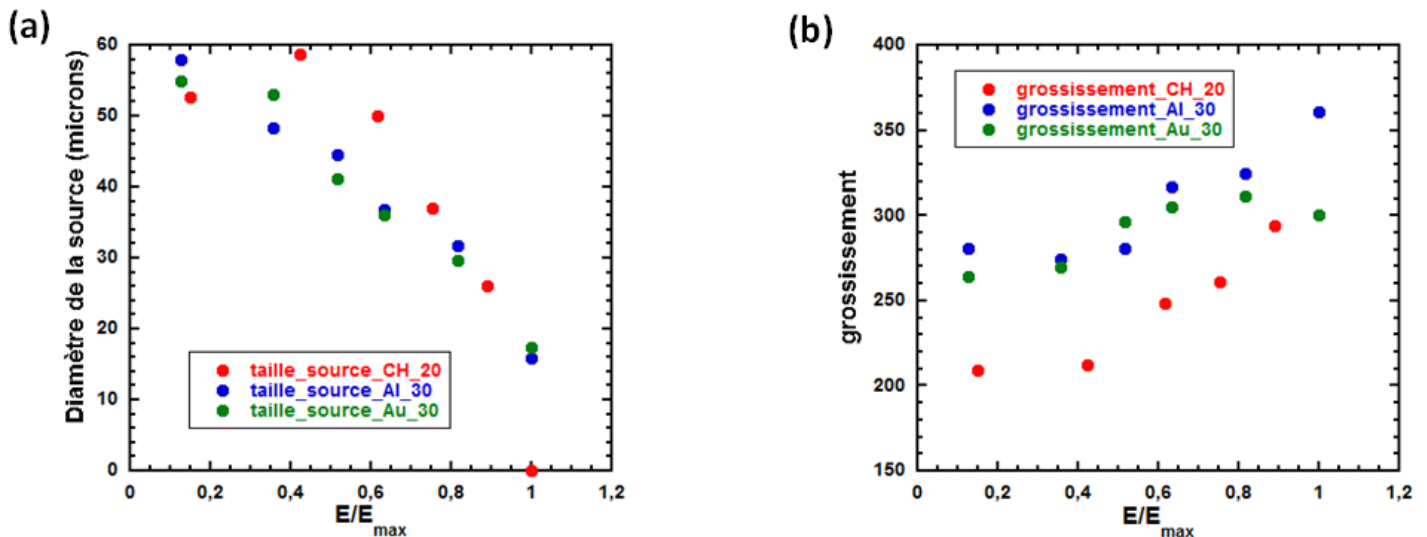 (a)
60
50
40
30
20
10
0
Diamètre de la source (microns)
taille_source_CH_20
taille_source_Al_30
taille_source_Au_30
0 0,2 0,4 0,6 0,8 1 1,2
E/Emax
(b)
400
350
300
250
200
150
grossissement
grossissement_CH_20
grossissement_Al_30
grossissement_Au_30
0 0,2 0,4 0,6 0,8 1 1,2
E/Emax